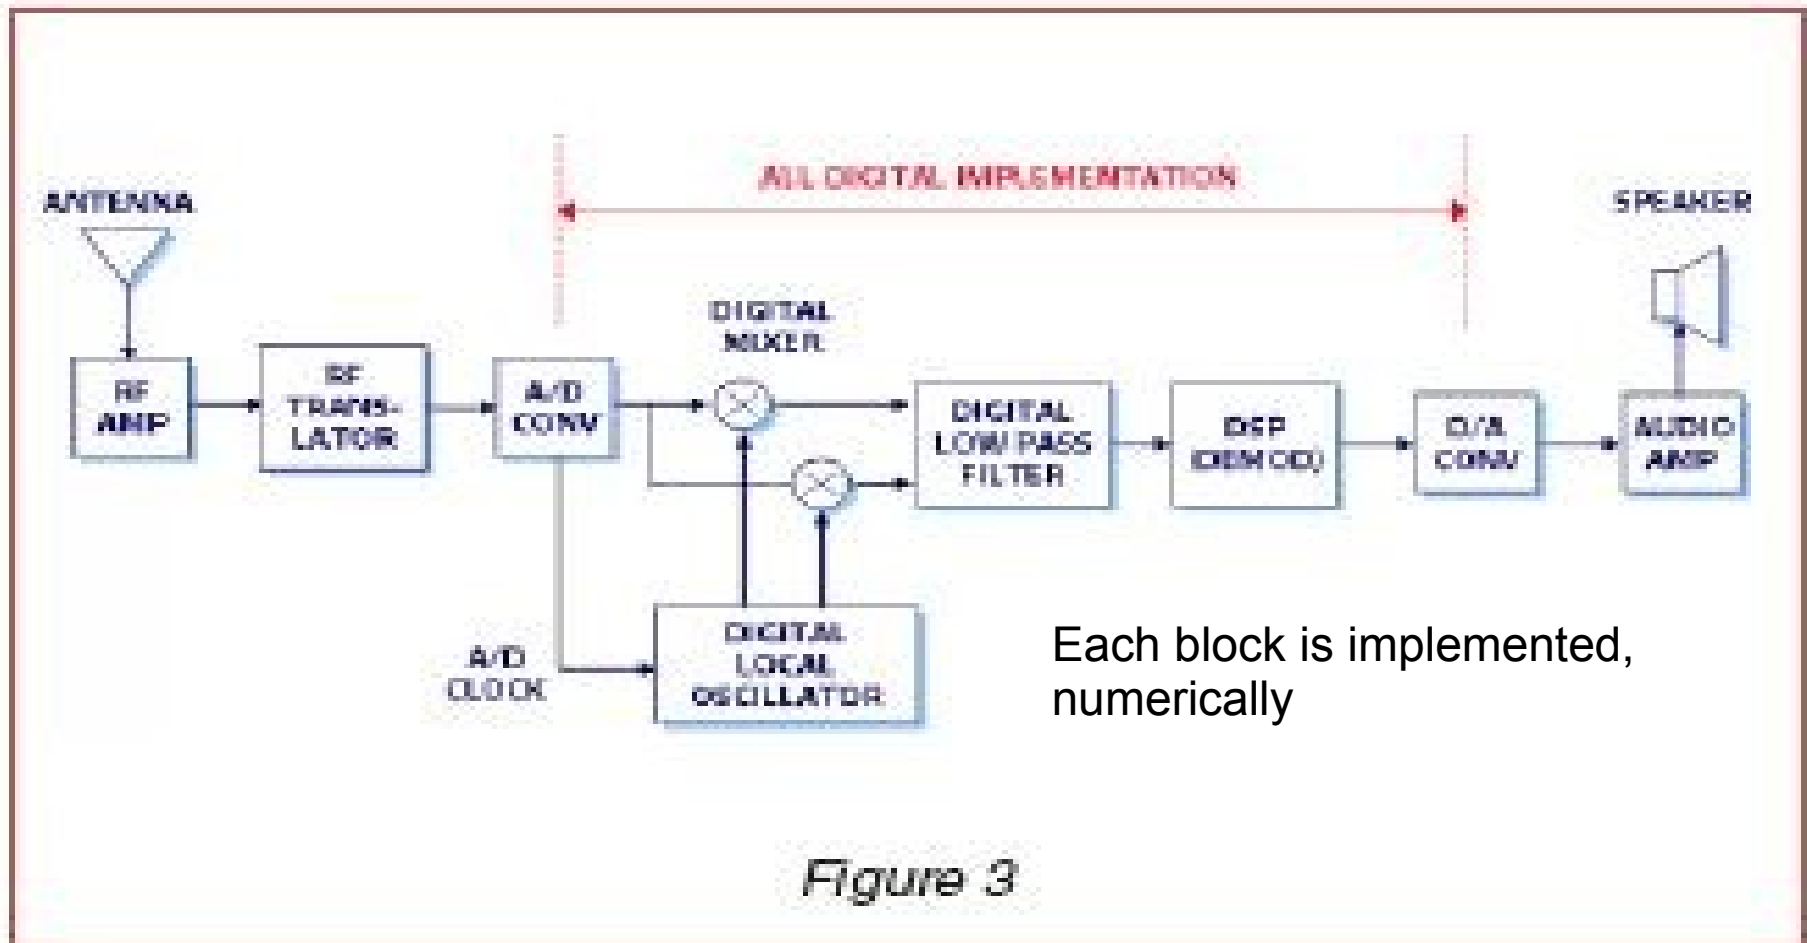 ALL DIGITAL IMPLEMENTATION
ANTENNA
SPEAKER
DIGITAL
MIXER
RF
AMP
RF
TRANS-
LATOR
A/D
CONV
DIGITAL
LOW PASS
FILTER
DSP
(DEMOD)
D/A
CONV
AUDIO
AMP
A/D
CLOCK
DIGITAL
LOCAL
OSCILLATOR
Each block is implemented,
numerically
Figure 3